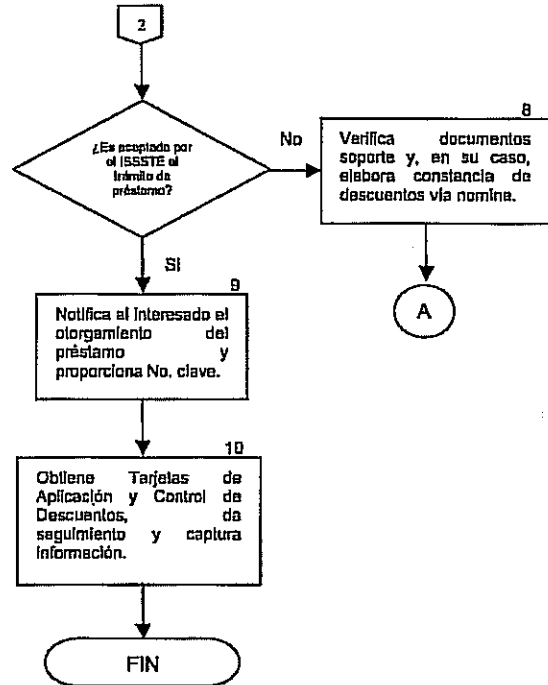 2
¿Es aceptado por
el ISSSTE el
trámite de
préstamo?
No
8
Verifica documentos
soporte y, en su caso,
elabora constancia de
descuentos vía nomina.
A
SI
9
Notifica al Interesado el
otorgamiento del
préstamo y
proporciona No. clave.
10
Obtiene Tarjetas de
Aplicación y Control de
Descuentos, da
seguimiento y captura
Información.
FIN